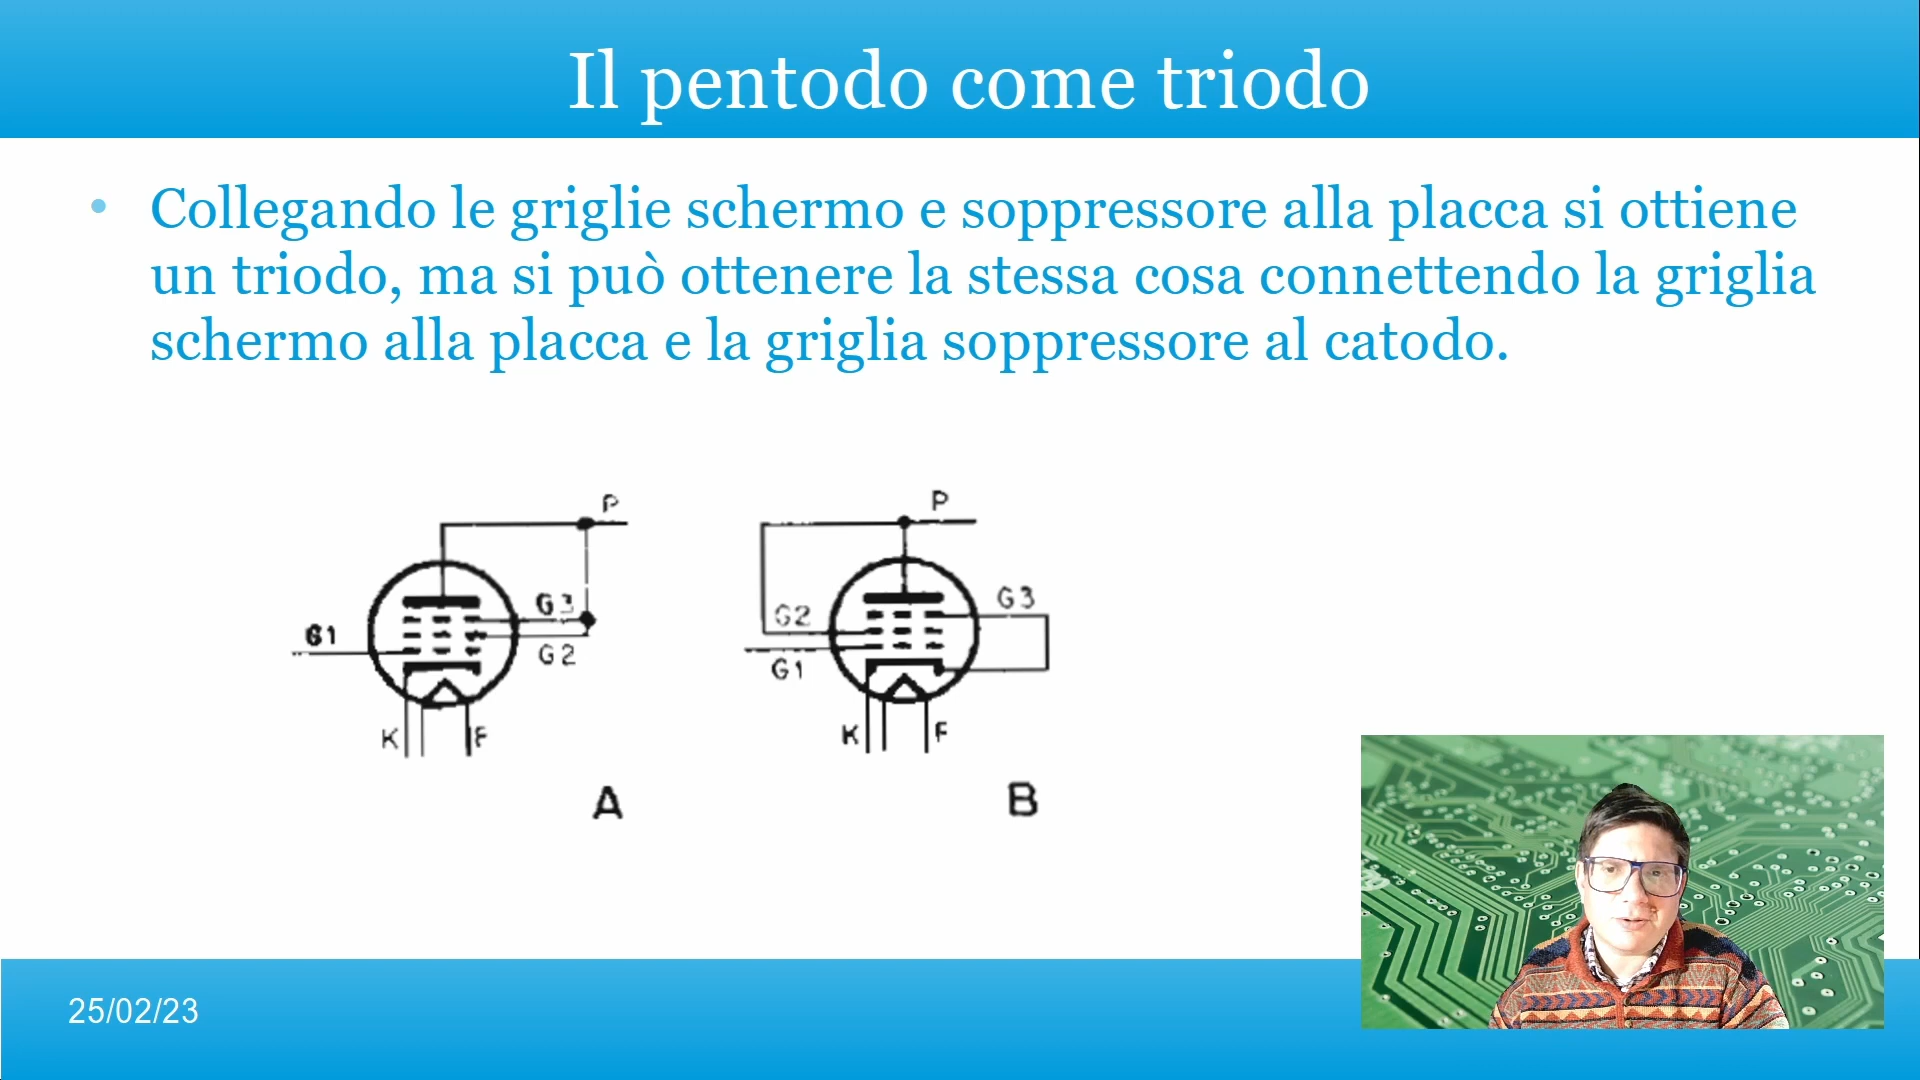 Il pentodo come triodo
• Collegando le griglie schermo e soppressore alla placca si ottiene
un triodo, ma si può ottenere la stessa cosa connettendo la griglia
schermo alla placca e la griglia soppressore al catodo.
P
P
G3
G3
G2
G1
G2
G1
K
F
K
F
A
B
25/02/23